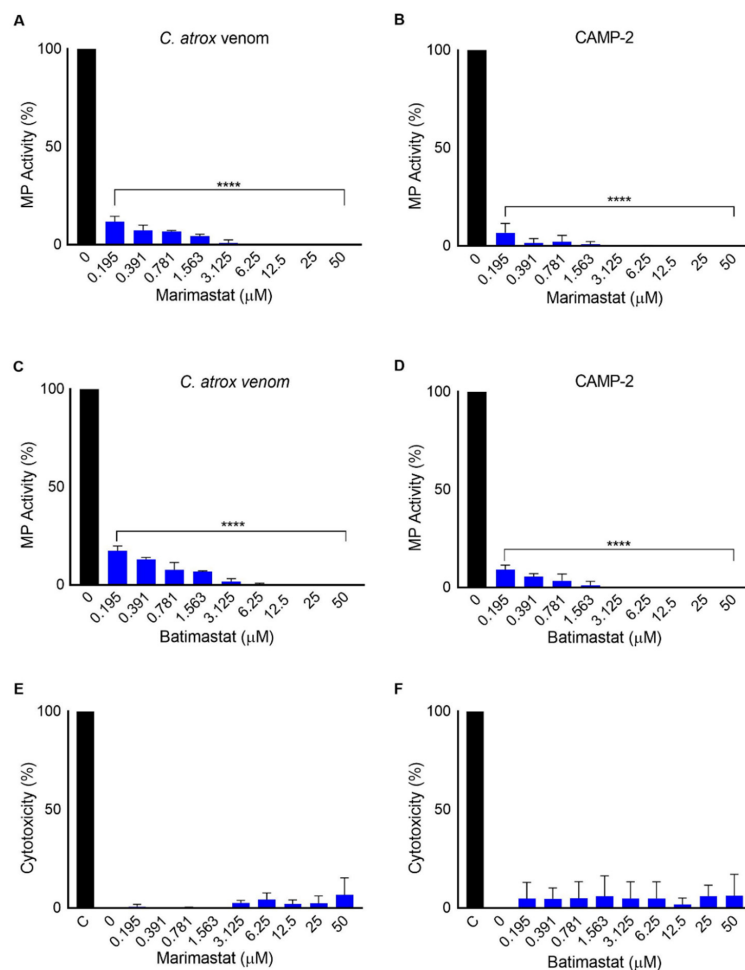 A
C. atrox venom
MP Activity (%)
100
50
0
****
0 0.195 0.391 0.781 1.563 3.125 6.25 12.5 25 50
Marimastat (μM)
B
CAMP-2
MP Activity (%)
100
50
0
****
0 0.195 0.391 0.781 1.563 3.125 6.25 12.5 25 50
Marimastat (μM)
C
C. atrox venom
MP Activity (%)
100
50
0
****
0 0.195 0.391 0.781 1.563 3.125 6.25 12.5 25 50
Batimastat (μM)
D
CAMP-2
MP Activity (%)
100
50
0
****
0 0.195 0.391 0.781 1.563 3.125 6.25 12.5 25 50
Batimastat (μM)
E
Cytotoxicity (%)
100
50
0
C 0 0.195 0.391 0.781 1.563 3.125 6.25 12.5 25 50
Marimastat (μM)
F
Cytotoxicity (%)
100
50
0
C 0 0.195 0.391 0.781 1.563 3.125 6.25 12.5 25 50
Batimastat (μM)